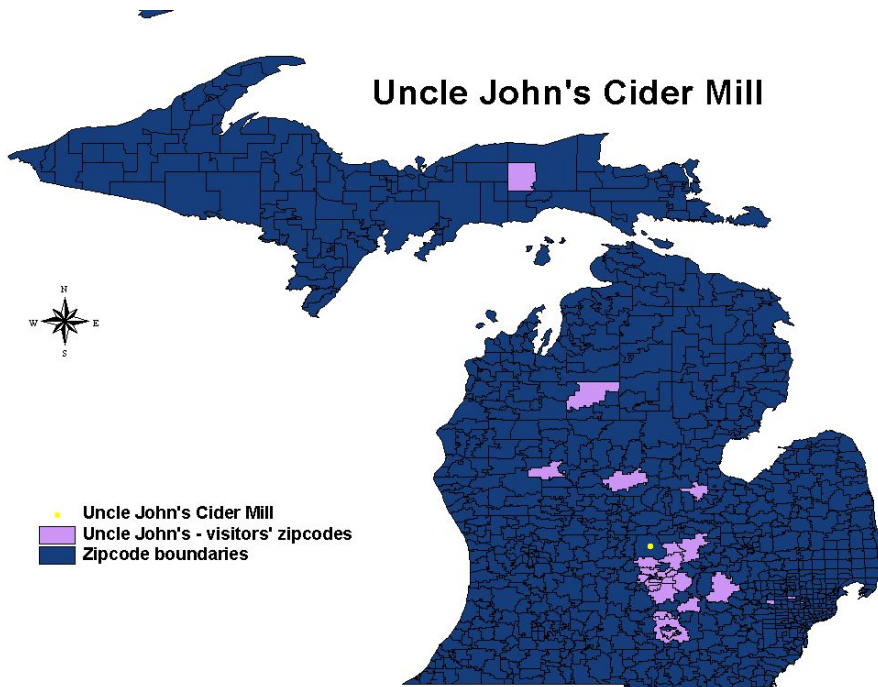 Uncle John's Cider Mill
N
W E
S
Uncle John's Cider Mill
Uncle John's - visitors' zipcodes
Zipcode boundaries